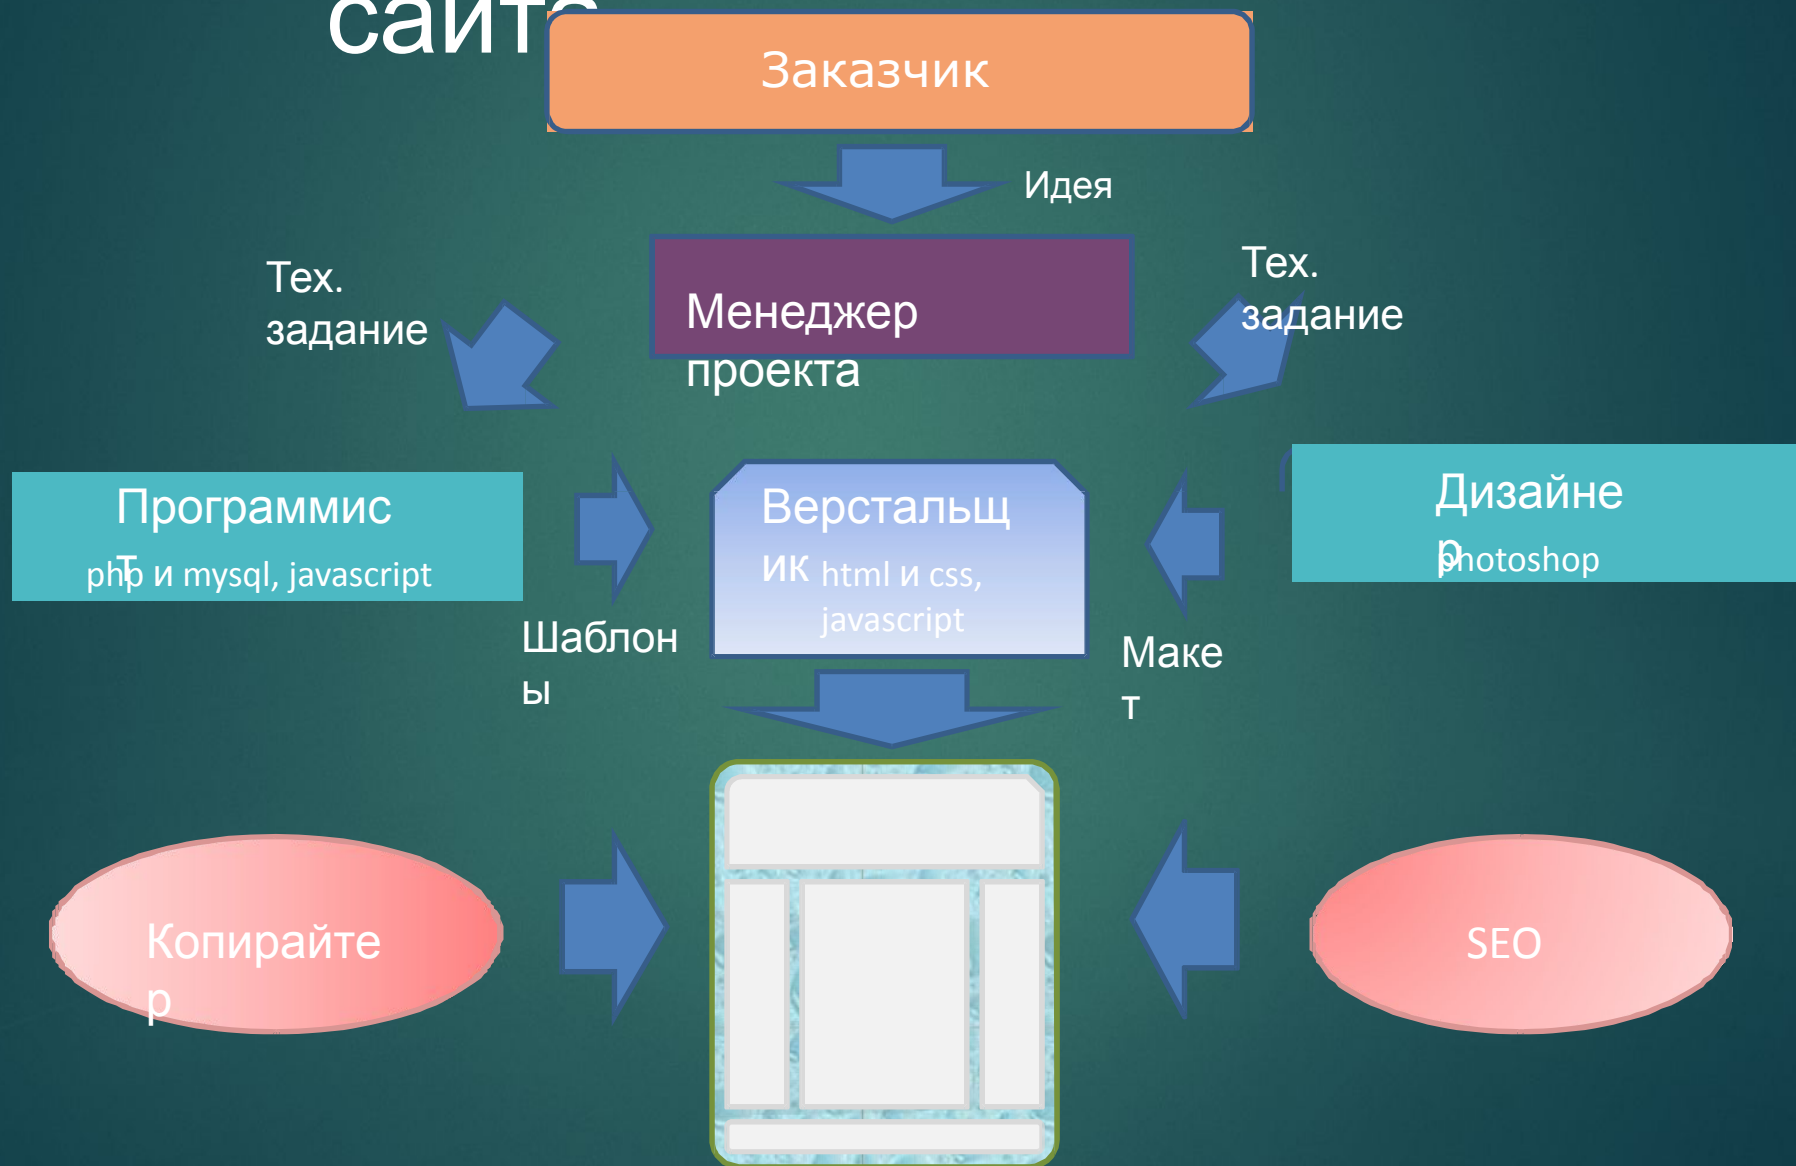 сайта
Заказчик
Идея
Тех.
задание
Менеджер
проекта
Тех.
задание
Программис
т
php и mysql, javascript
Верстальщ
ик html и css,
javascript
Дизайне
р
photoshop
Шаблон
ы
Маке
т
Копирайте
р
SEO